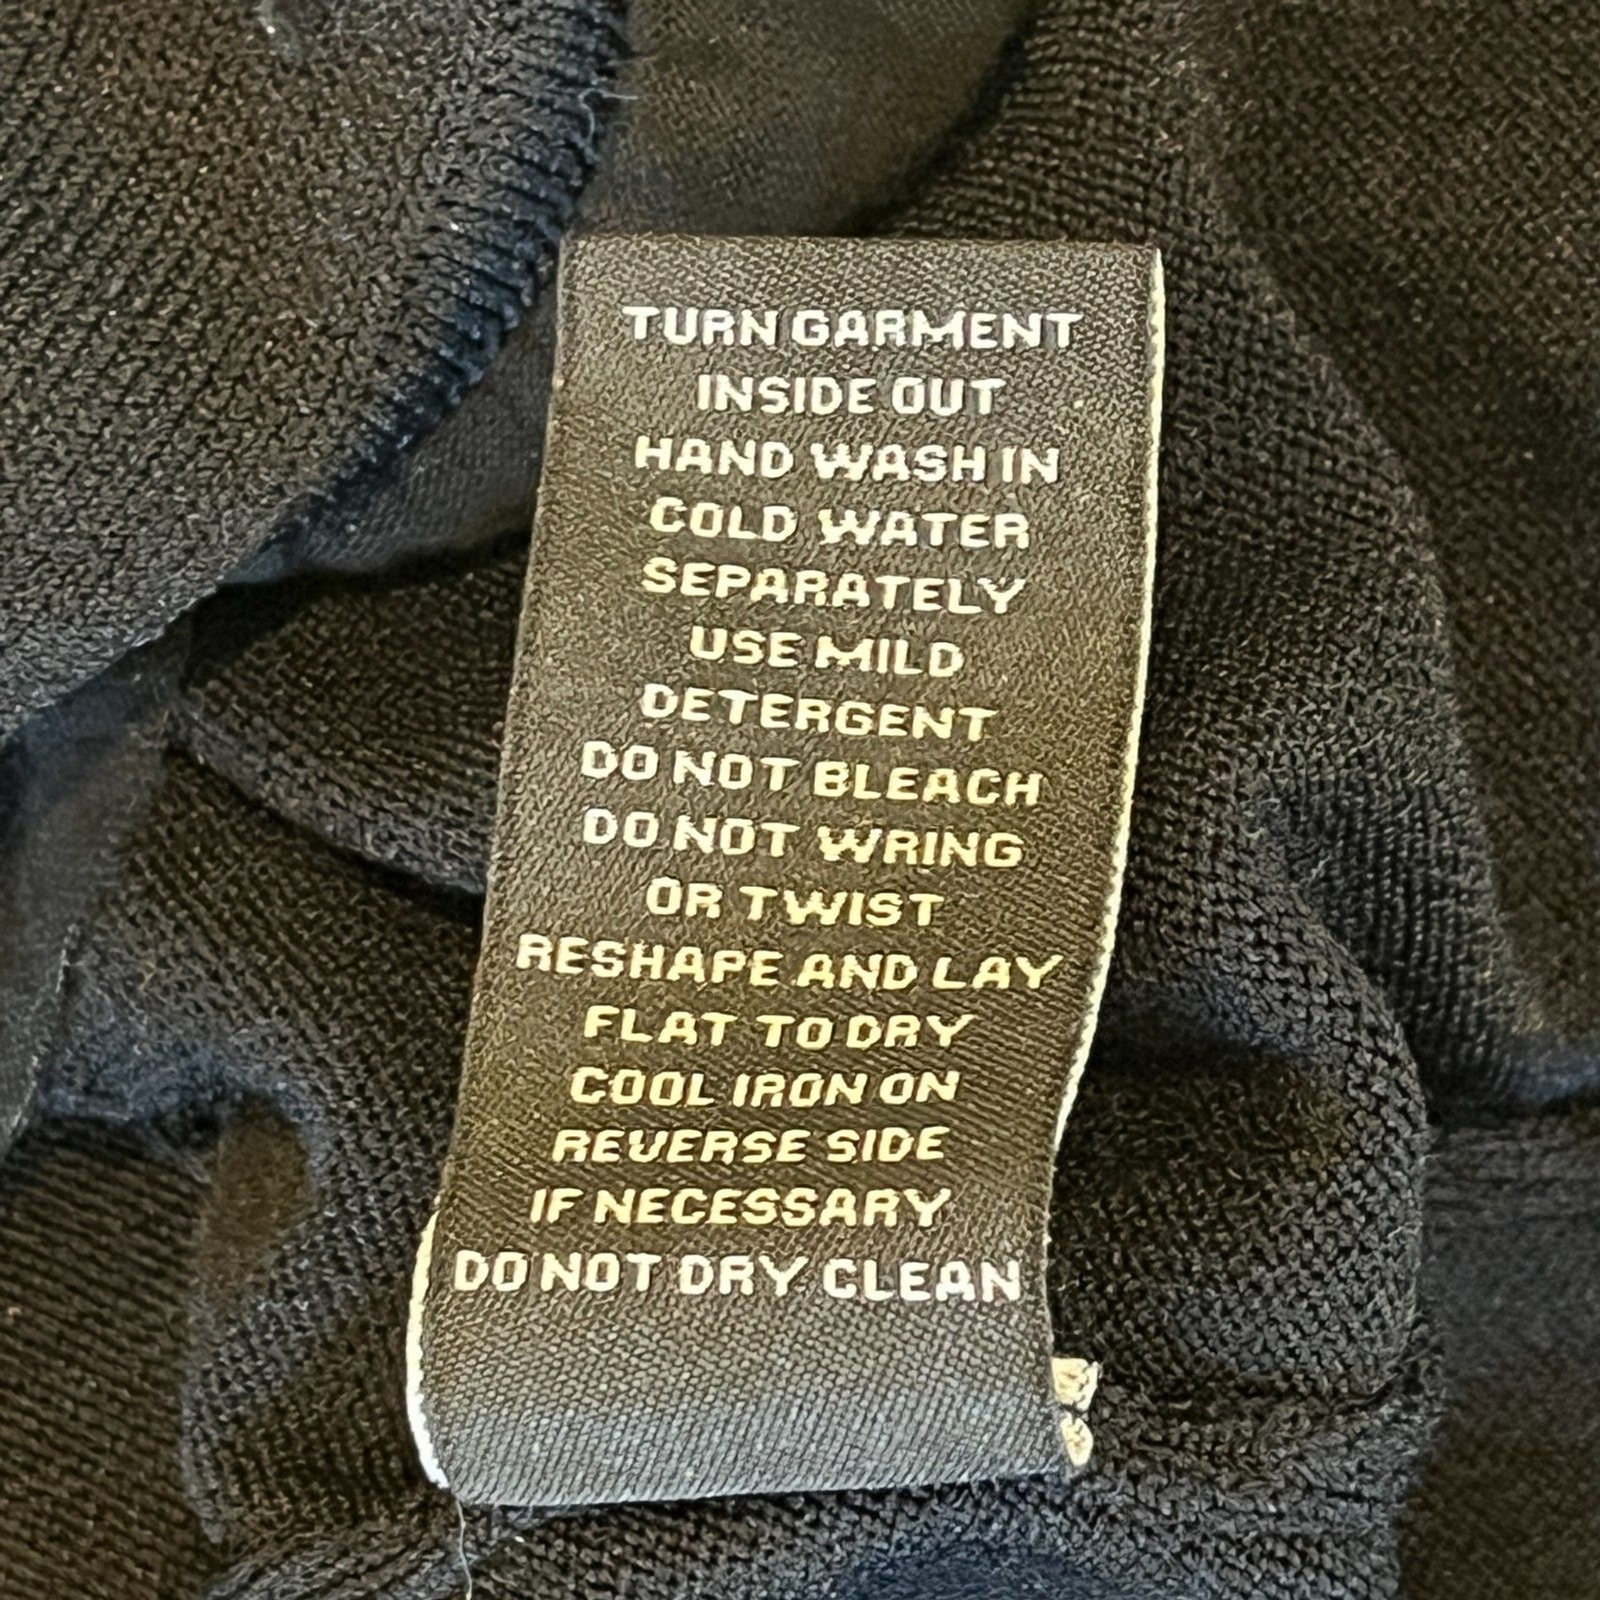 TURN GARMENT
INSIDE OUT
HAND WASH IN
COLD WATER
SEPARATELY
USE MILD
DETERGENT
DO NOT BLEACH
DO NOT WRING
OR TWIST
RESHAPE AND LAY
FLAT TO DRY
COOL IRON ON
REVERSE SIDE
IF NECESSARY
DO NOT DRY CLEAN